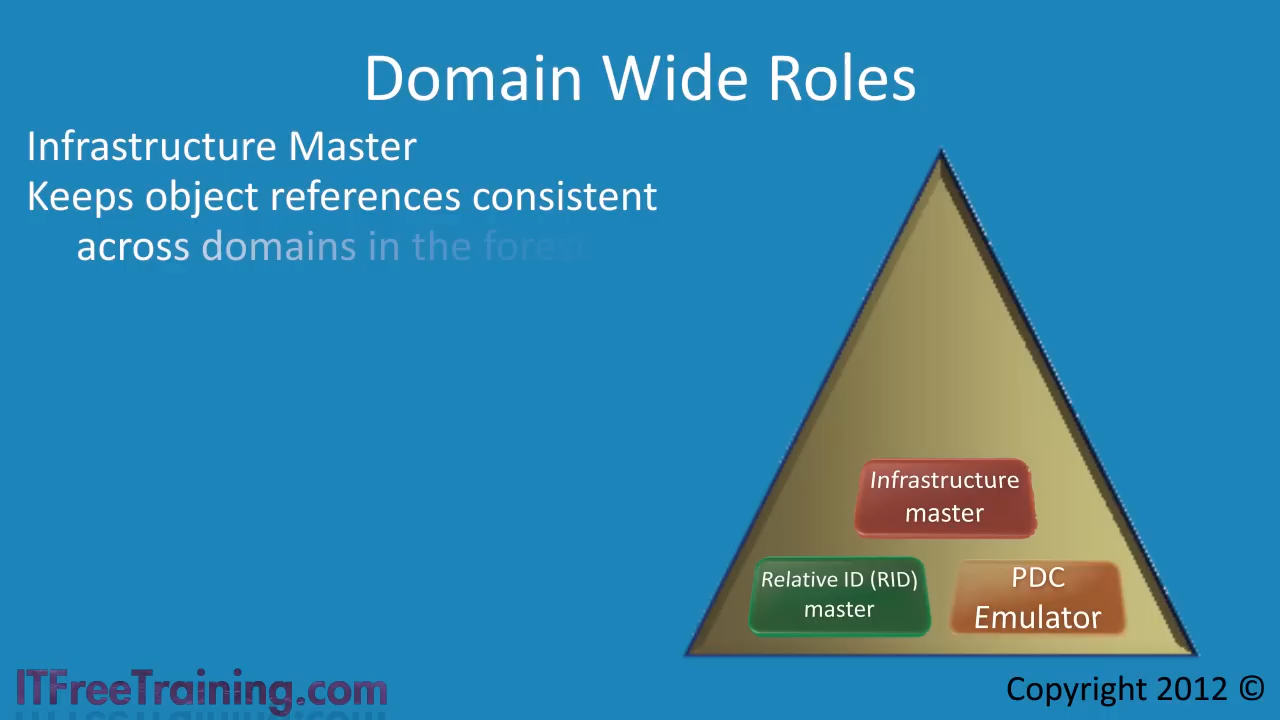 Domain Wide Roles
Infrastructure Master
Keeps object references consistent
across domains in the
Infrastructure
master
Relative ID (RID)
master
PDC
Emulator
ITFreeTraining.com
Copyright 2012 ©